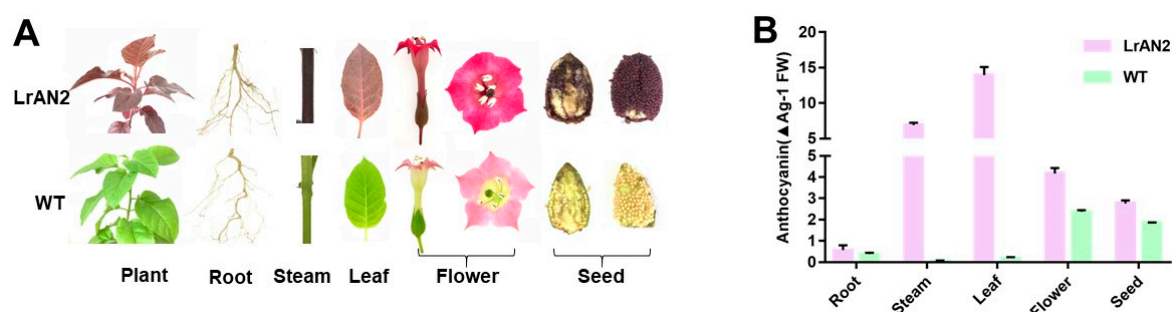 A
LrAN2
WT
Plant Root Steam Leaf Flower Seed
B
Anthocyanin(▲Ag-1 FW)
15
10
5
5
4
3
2
1
0
Root Steam Leaf Flower Seed
LrAN2
WT